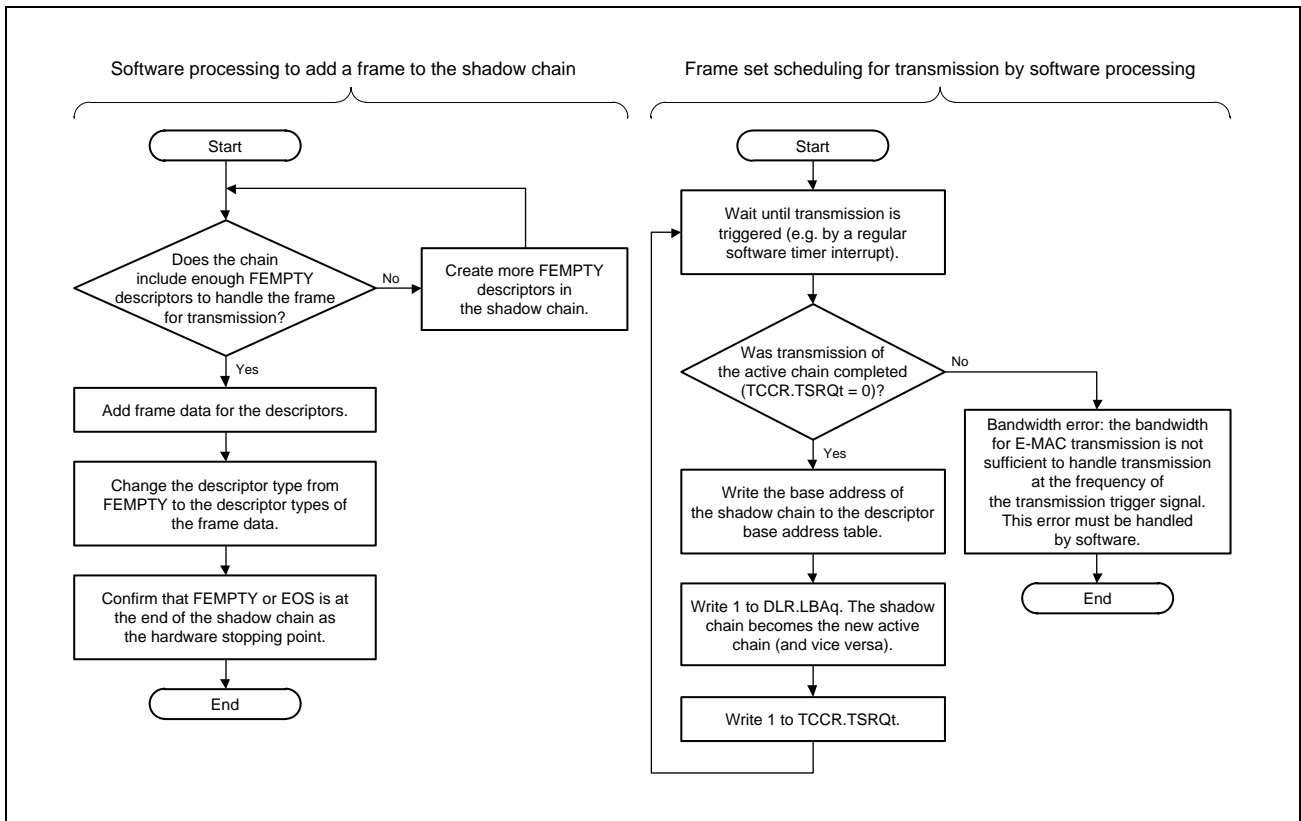 Software processing to add a frame to the shadow chain
Start
Does the chain
include enough FEMPTY
descriptors to handle the frame
for transmission?
No
Create more FEMPTY
descriptors in
the shadow chain.
Yes
Add frame data for the descriptors.
Change the descriptor type from
FEMPTY to the descriptor types of
the frame data.
Confirm that FEMPTY or EOS is at
the end of the shadow chain as
the hardware stopping point.
End
Frame set scheduling for transmission by software processing
Start
Wait until transmission is
triggered (e.g. by a regular
software timer interrupt).
Was transmission of
the active chain completed
(TCCR.TSRQt = 0)?
No
Bandwidth error: the bandwidth
for E-MAC transmission is not
sufficient to handle transmission
at the frequency of
the transmission trigger signal.
This error must be handled
by software.
End
Yes
Write the base address of
the shadow chain to the descriptor
base address table.
Write 1 to DLR.LBAq. The shadow
chain becomes the new active
chain (and vice versa).
Write 1 to TCCR.TSRQt.